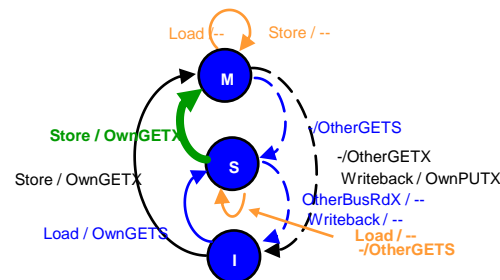 Load / --
Store / --
M
Store / OwnGETX
-/OtherGETS
S
-/OtherGETX
Writeback / OwnPUTX
Store / OwnGETX
OtherBusRdX / --
Writeback / --
Load / OwnGETS
Load / --
-/OtherGETS
I